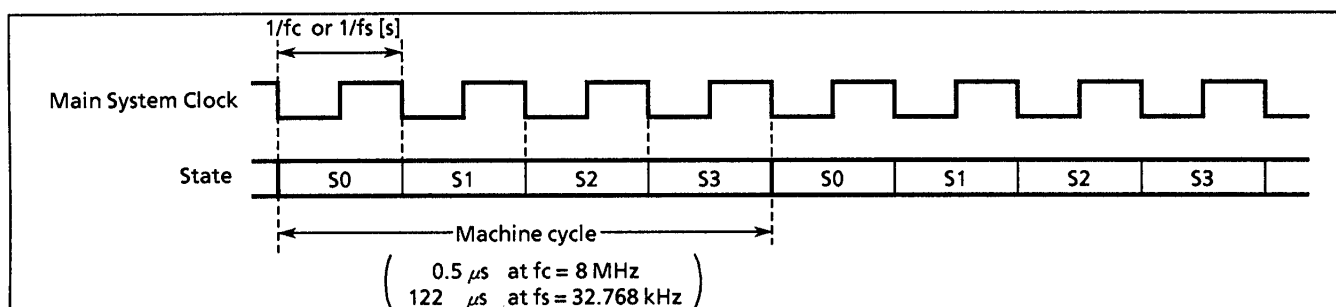 1/fc or 1/fs [s]
Main System Clock
State S0 S1 S2 S3 S0 S1 S2 S3
Machine cycle
0.5 μs at fc = 8 MHz
122 μs at fs = 32.768 kHz